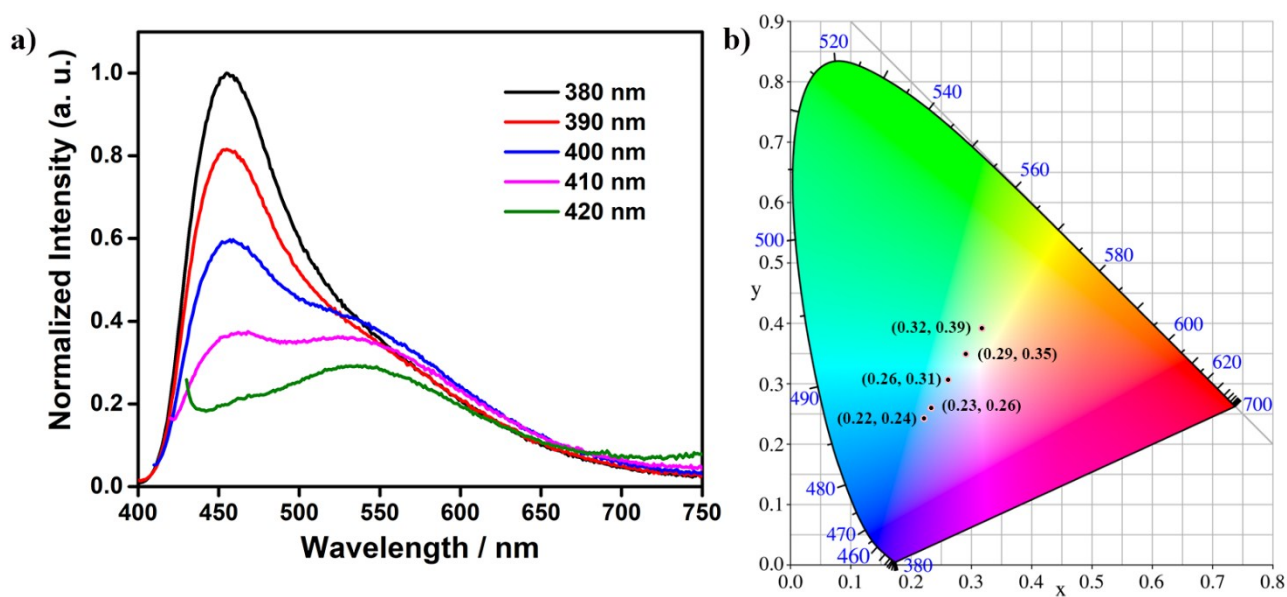 a)
Normalized Intensity (a. u.)
1.0
0.8
0.6
0.4
0.2
0.0
380 nm
390 nm
400 nm
410 nm
420 nm
400 450 500 550 600 650 700 750
Wavelength / nm
b)
0.9
0.8
0.7
0.6
0.5
y
0.4
0.3
0.2
0.1
0.0
520
540
560
500
580
600
620
490
700
480
470
460
380
(0.32, 0.39)
(0.29, 0.35)
(0.26, 0.31)
(0.23, 0.26)
(0.22, 0.24)
0.0 0.1 0.2 0.3 0.4 0.5 0.6 0.7 0.8
x